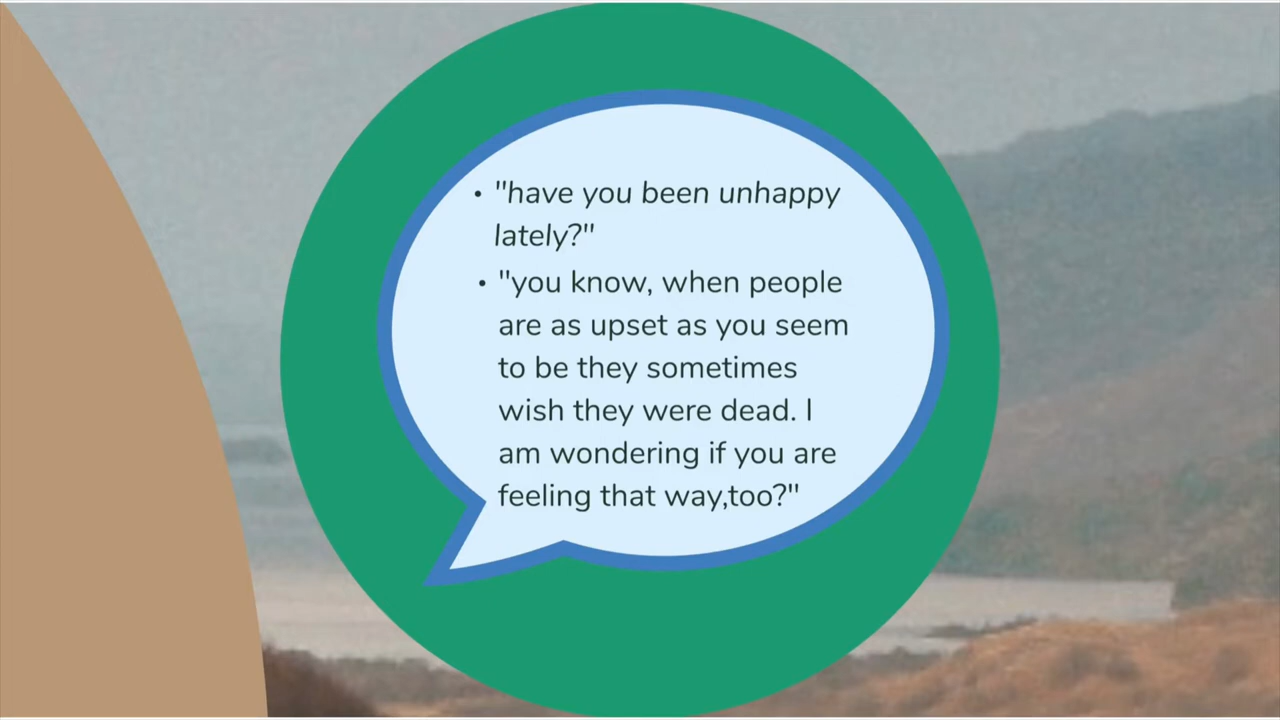 • "have you been unhappy
lately?"
• "you know, when people
are as upset as you seem
to be they sometimes
wish they were dead. I
am wondering if you are
feeling that way,too?"